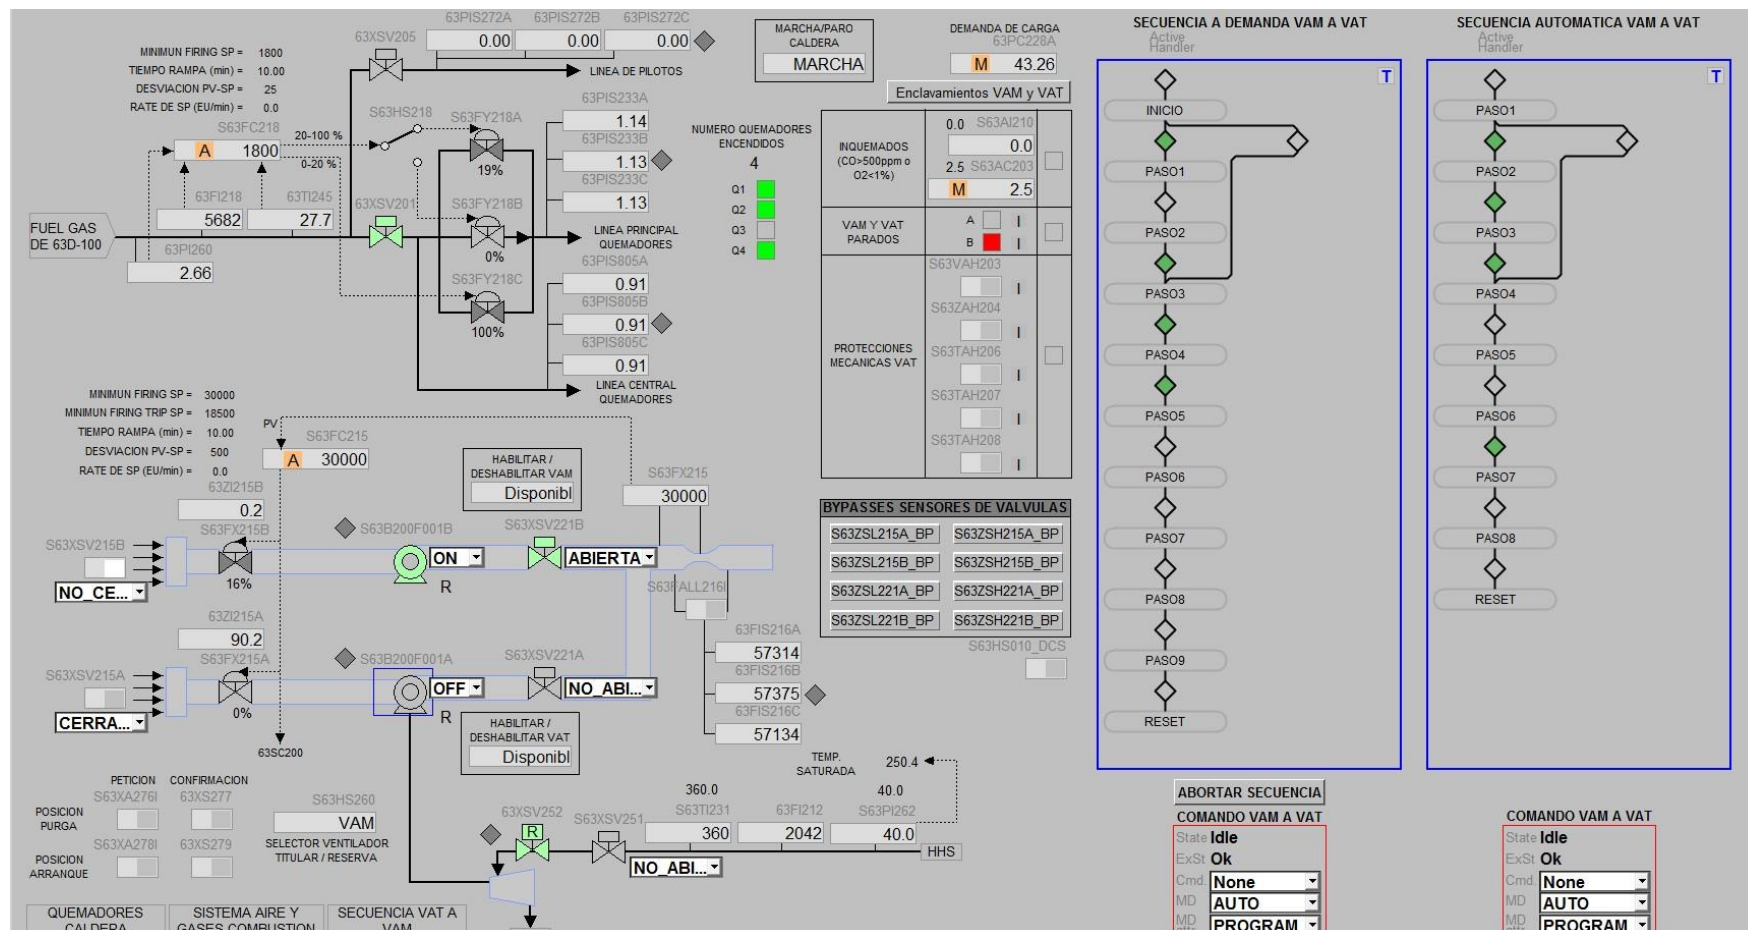 63PIS272A 63PIS272B 63PIS272C
0.00 0.00 0.00
63XSV205
LINEA DE PILOTOS
MINIMUN FIRING SP = 1800
TIEMPO RAMPA (min) = 10.00
DESVIACION PV-SP = 25
RATE DE SP (EU/min) = 0.0
S63FC218
A 1800
20-100 %
0-20 %
S63HS218
S63FY218A
19%
63PIS233A
1.14
63PIS233B
1.13
63PIS233C
1.13
63FI218 63TI245
5682 27.7
63XSV201
S63FY218B
0%
LINEA PRINCIPAL
QUEMADORES
FUEL GAS
DE 63D-100
63PI260
2.66
S63FY218C
100%
63PIS805A
0.91
63PIS805B
0.91
63PIS805C
0.91
LINEA CENTRAL
QUEMADORES
MARCHA/PARO
CALDERA
MARCHA
DEMANDA DE CARGA
63PC228A
M 43.26
Enclavamientos VAM y VAT
NUMERO QUEMADORES
ENCENDIDOS
4
Q1
Q2
Q3
Q4
INQUEMADOS
(CO>500ppm o
O2<1%)
0.0 S63AI210
0.0
2.5 S63AC203
M 2.5
VAM Y VAT
PARADOS
A I
B I
PROTECCIONES
MECANICAS VAT
S63VAH203
I
S63ZAH204
I
S63TAH206
I
S63TAH207
I
S63TAH208
I
BYPASSES SENSORES DE VALVULAS
S63ZSL215A_BP S63ZSH215A_BP
S63ZSL215B_BP S63ZSH215B_BP
S63ZSL221A_BP S63ZSH221A_BP
S63ZSL221B_BP S63ZSH221B_BP
S63HS010_DCS
MINIMUN FIRING SP = 30000
MINIMUN FIRING TRIP SP = 18500
TIEMPO RAMPA (min) = 10.00
DESVIACION PV-SP = 500
RATE DE SP (EU/min) = 0.0
PV
S63FC215
A 30000
HABILITAR /
DESHABILITAR VAM
Disponibl
S63FX215
30000
63ZI215B
0.2
S63FX215B
16%
S63XSV215B
NO_CE...
S63B200F001B
ON
R
S63XSV221B
ABIERTA
S63FALL216I
63ZI215A
90.2
S63FX215A
0%
S63XSV215A
CERRA...
S63B200F001A
OFF
R
S63XSV221A
NO_ABI...
63FIS216A
57314
63FIS216B
57375
63FIS216C
57134
63SC200
HABILITAR /
DESHABILITAR VAT
Disponibl
TEMP.
SATURADA
250.4
PETICION CONFIRMACION
S63XA276I 63XS277
POSICION
PURGA
S63XA278I 63XS279
POSICION
ARRANQUE
S63HS260
VAM
SELECTOR VENTILADOR
TITULAR / RESERVA
63XSV252
R
S63XSV251
NO_ABI...
360.0 40.0
S63TI231 63FI212 S63PI262
360 2042 40.0
HHS
QUEMADORES
CALDERA
SISTEMA AIRE Y
GASES COMBUSTION
SECUENCIA VAT A
VAM
SECUENCIA A DEMANDA VAM A VAT
Active
Handler
T
INICIO
PASO1
PASO2
PASO3
PASO4
PASO5
PASO6
PASO7
PASO8
PASO9
RESET
ABORTAR SECUENCIA
COMANDO VAM A VAT
State Idle
ExSt Ok
Cmd. None
MD AUTO
MD
PROGRAM
SECUENCIA AUTOMATICA VAM A VAT
Active
Handler
T
PASO1
PASO2
PASO3
PASO4
PASO5
PASO6
PASO7
PASO8
RESET
COMANDO VAM A VAT
State Idle
ExSt Ok
Cmd. None
MD AUTO
MD
PROGRAM